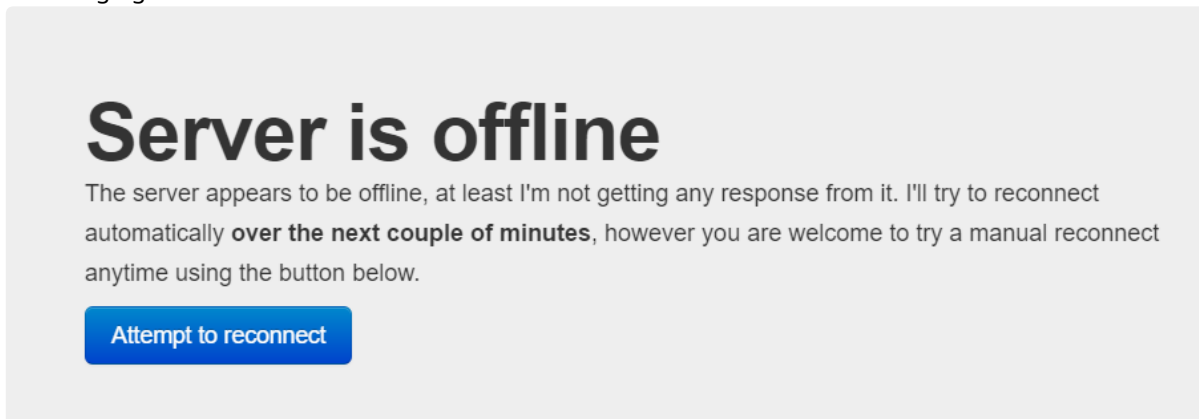 Server is offline
The server appears to be offline, at least I'm not getting any response from it. I'll try to reconnect
automatically over the next couple of minutes, however you are welcome to try a manual reconnect
anytime using the button below.
Attempt to reconnect